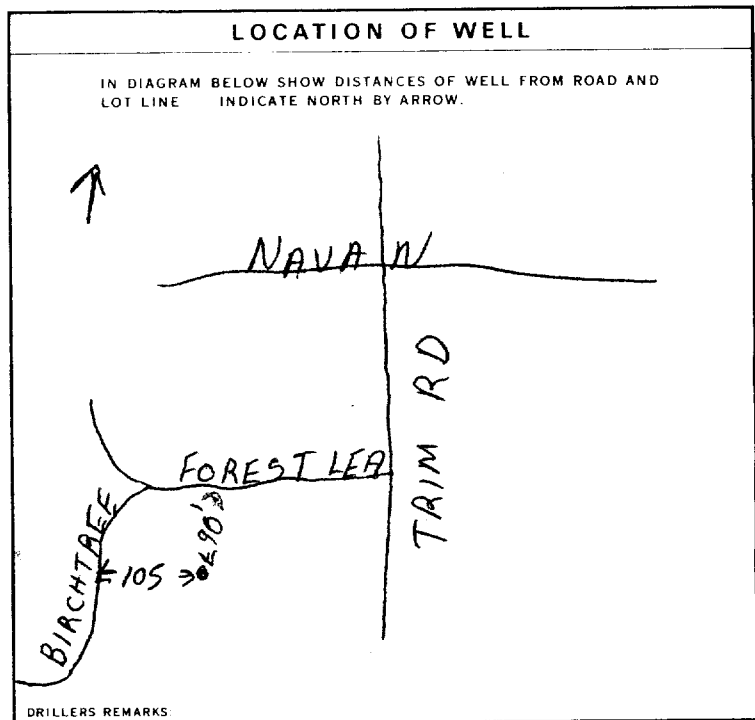 LOCATION OF WELL
IN DIAGRAM BELOW SHOW DISTANCES OF WELL FROM ROAD AND
LOT LINE INDICATE NORTH BY ARROW.
NAVAN
TRIM RD
FOREST LEA
90'
105
BIRCHTREE
DRILLERS REMARKS: